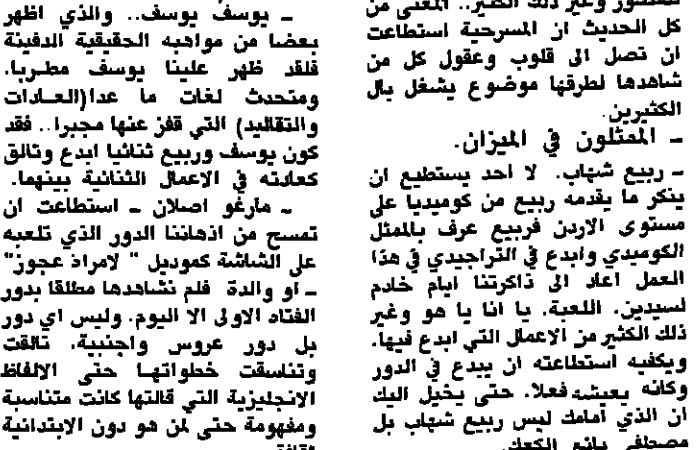 كل الحديث ان المسرحية استطاعت
ان تصل الى قلوب وعقول كل من
شاهدها لطرقها موضوع يشغل بال
الكثيرين.
ـ الممثلون في الميزان.
ـ ربيع شهاب. لا احد يستطيع ان
ينكر ما يقدمه ربيع من كوميديا على
مستوى الاردن فربيع عرف بالممثل
الكوميدي وابدع في التراجيدي في هذا
العمل اعاد الى ذاكرتنا ايام خادم
لسيدين. اللعبة. يا انا يا هو وغير
ذلك الكثير من الاعمال التي ابدع فيها.
ويكفيه استطاعته ان يبدع في الدور
وكانه يعيشه فعلا. حتى يخيل اليك
ان الذي امامك ليس ربيع شهاب بل
مصطفى بائع الكعك.
ـ يوسف يوسف.. والذي اظهر
بعضا من مواهبه الحقيقية الدفينة
فلقد ظهر علينا يوسف مطربا.
ومتحدث لغات ما عدا(العادات
والتقاليد) التي قفز عنها مجبرا.. فقد
كون يوسف وربيع ثنائيا ابدع وتالق
كعادته في الاعمال الثنائية بينهما.
ـ مارغو اصلان ـ استطاعت ان
تمسح من اذهاننا الدور الذي تلعبه
على الشاشة كموديل " لامراة عجوز"
ـ او والدة فلم نشاهدها مطلقا بدور
الفتاه الاولى الا اليوم. وليس اي دور
بل دور عروس واجنبية. تالقت
وتناسقت خطواتها حتى الالفاظ
الانجليزية التي قالتها كانت متناسبة
ومفهومة حتى لمن هو دون الابتدائية